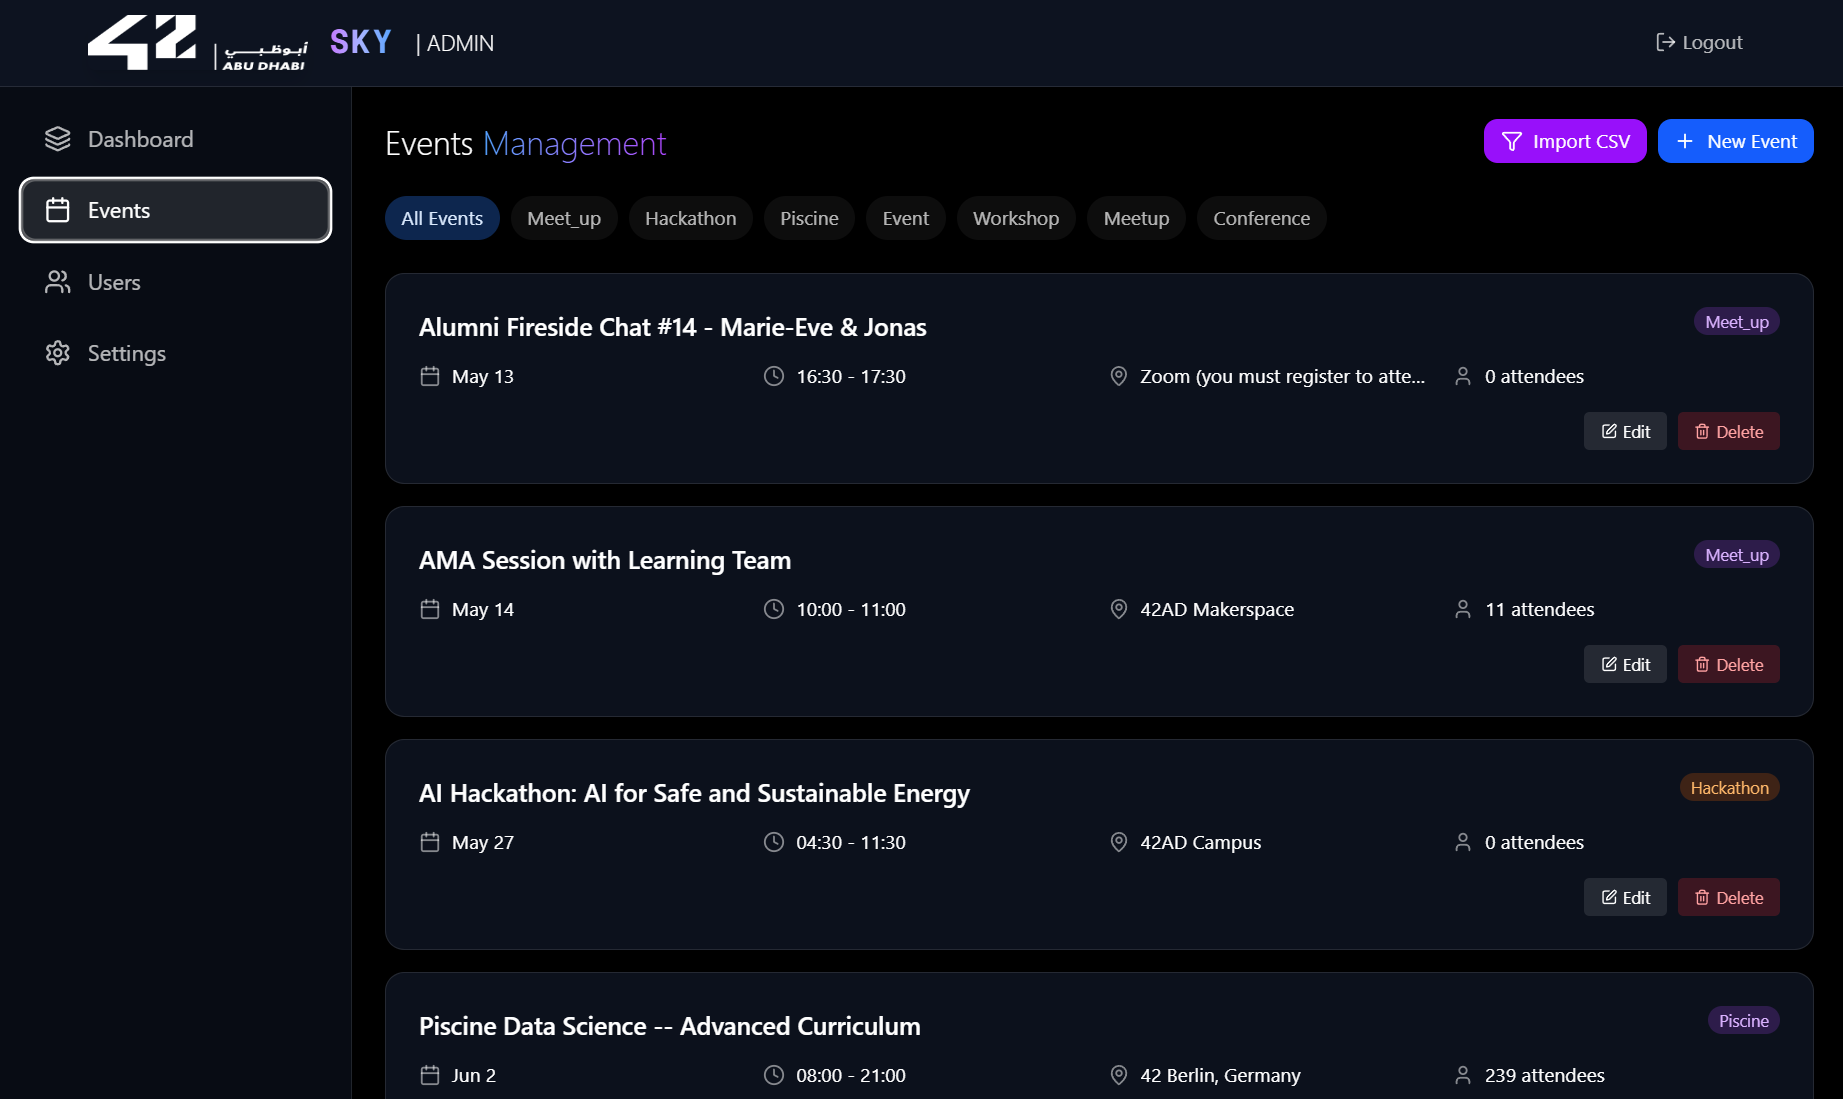 42 | أبوظبي
ABU DHABI
SKY | ADMIN
Logout
Dashboard
Events
Users
Settings
Events Management
Import CSV
+ New Event
All Events Meet_up Hackathon Piscine Event Workshop Meetup Conference
Alumni Fireside Chat #14 - Marie-Eve & Jonas
Meet_up
May 13 16:30 - 17:30 Zoom (you must register to atte... 0 attendees
Edit Delete
AMA Session with Learning Team
Meet_up
May 14 10:00 - 11:00 42AD Makerspace 11 attendees
Edit Delete
AI Hackathon: AI for Safe and Sustainable Energy
Hackathon
May 27 04:30 - 11:30 42AD Campus 0 attendees
Edit Delete
Piscine Data Science -- Advanced Curriculum
Piscine
Jun 2 08:00 - 21:00 42 Berlin, Germany 239 attendees